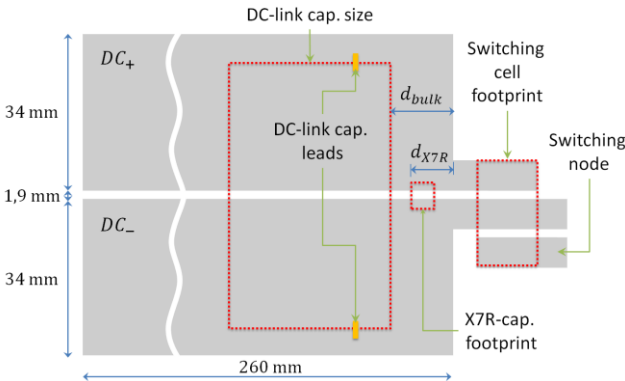 DC-link cap. size
DC₊
Switching
cell
footprint
34 mm
d_bulk
DC-link cap.
leads
Switching
node
d_X7R
1,9 mm
DC₋
34 mm
X7R-cap.
footprint
260 mm